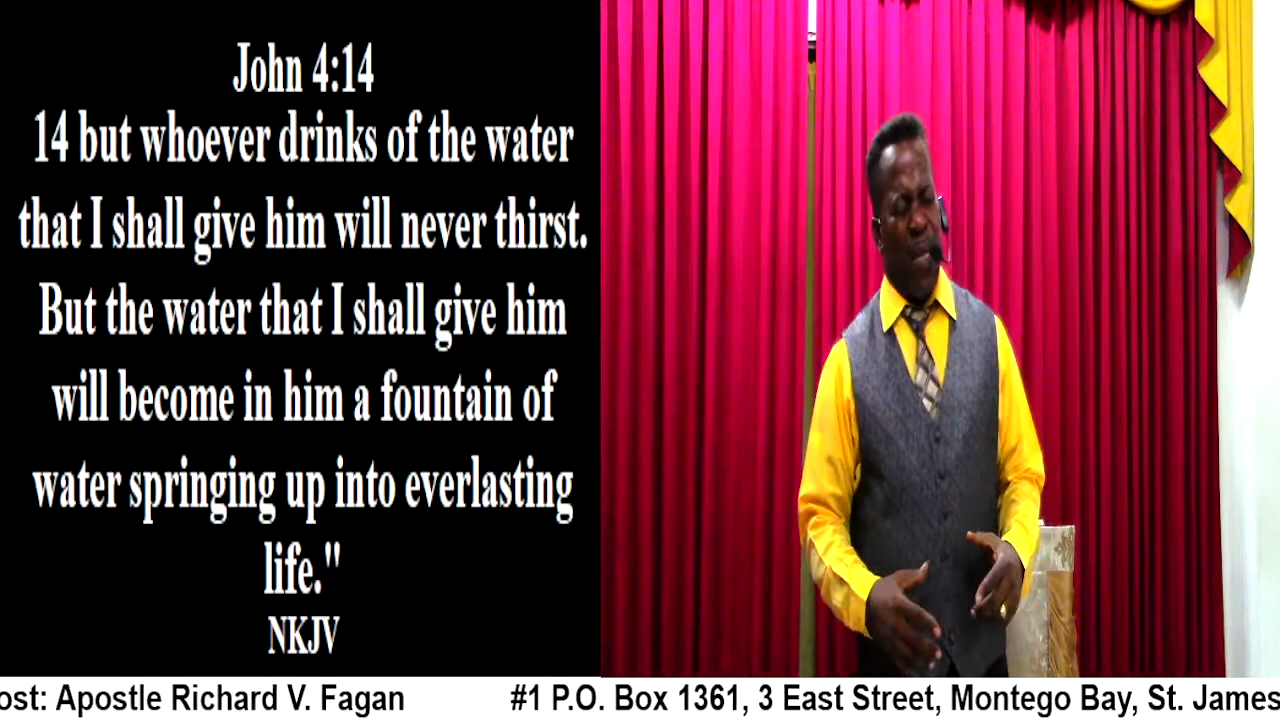 John 4:14
14 but whoever drinks of the water
that I shall give him will never thirst.
But the water that I shall give him
will become in him a fountain of
water springing up into everlasting
life."
NKJV
ost: Apostle Richard V. Fagan #1 P.O. Box 1361, 3 East Street, Montego Bay, St. James